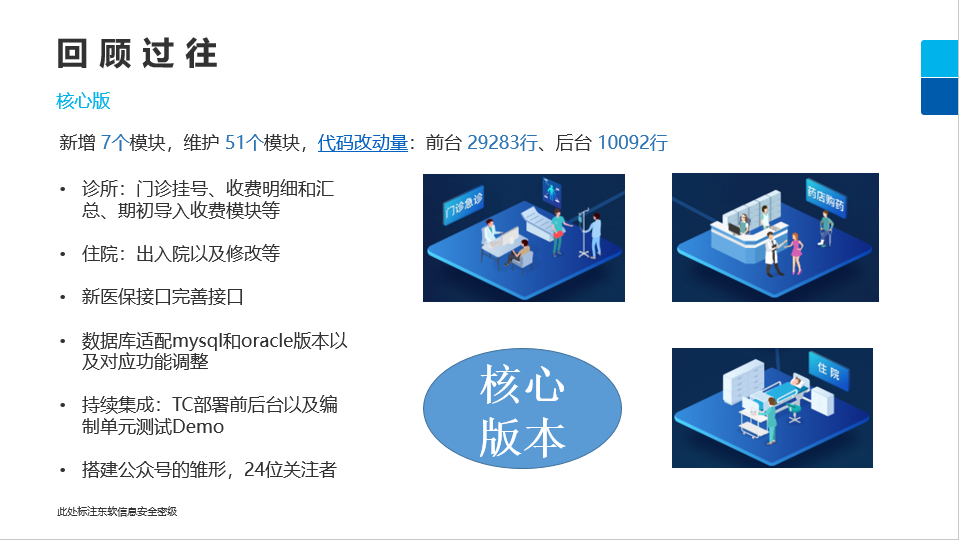 回顾过往
核心版
新增 7个模块，维护 51个模块，代码改动量：前台 29283行、后台 10092行
• 诊所：门诊挂号、收费明细和汇
总、期初导入收费模块等
• 住院：出入院以及修改等
• 新医保接口完善接口
• 数据库适配mysql和oracle版本以
及对应功能调整
• 持续集成：TC部署前后台以及编
制单元测试Demo
• 搭建公众号的雏形，24位关注者
门诊急诊
药店购药
核心
版本
住院
此处标注东软信息安全密级